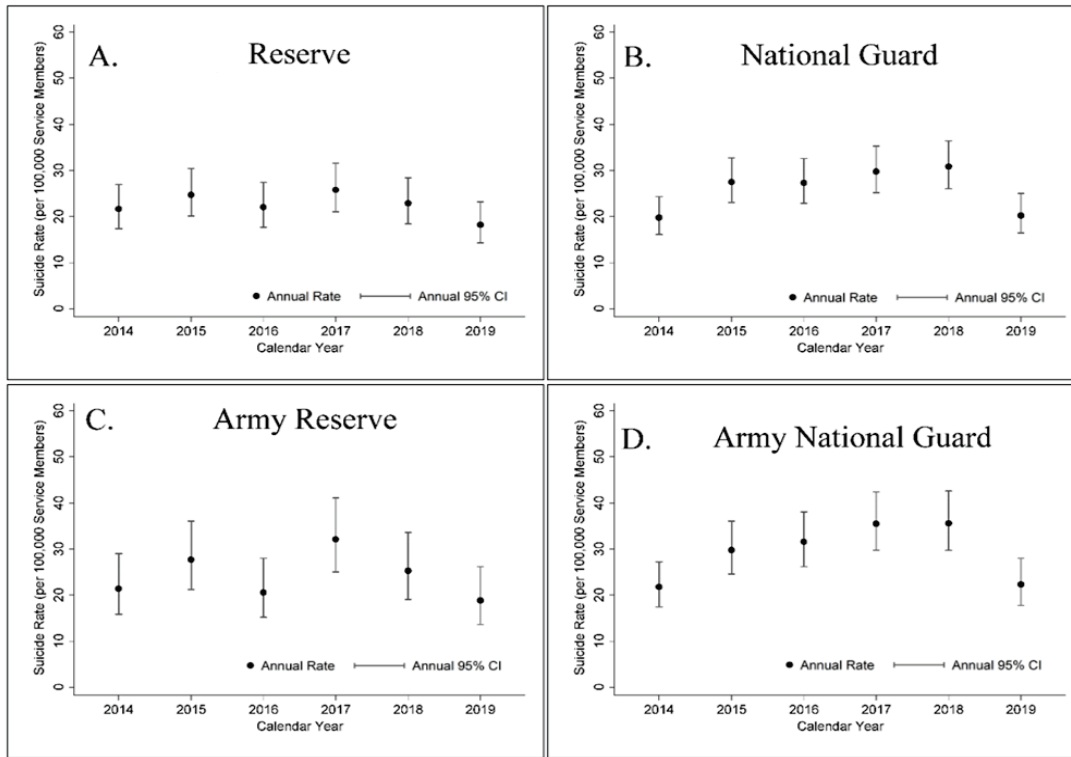 A.
Reserve
Suicide Rate (per 100,000 Service Members)
60
50
40
30
20
10
0
Annual Rate
Annual 95% CI
2014 2015 2016 2017 2018 2019
Calendar Year
B.
National Guard
Suicide Rate (per 100,000 Service Members)
60
50
40
30
20
10
0
Annual Rate
Annual 95% CI
2014 2015 2016 2017 2018 2019
Calendar Year
C.
Army Reserve
Suicide Rate (per 100,000 Service Members)
60
50
40
30
20
10
0
Annual Rate
Annual 95% CI
2014 2015 2016 2017 2018 2019
Calendar Year
D.
Army National Guard
Suicide Rate (per 100,000 Service Members)
60
50
40
30
20
10
0
Annual Rate
Annual 95% CI
2014 2015 2016 2017 2018 2019
Calendar Year